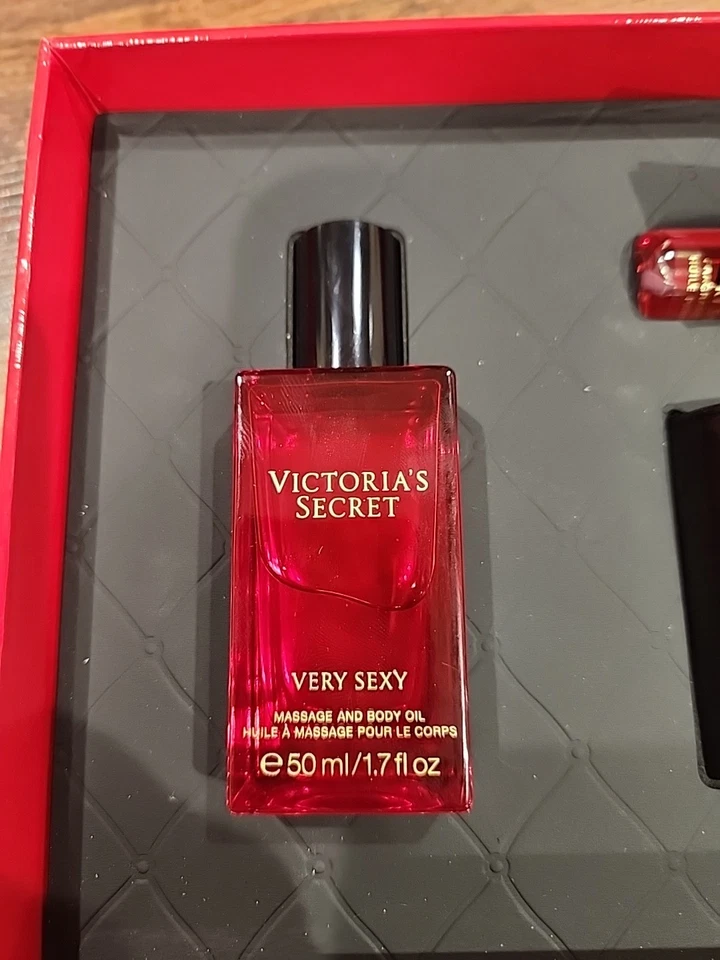 VICTORIA'S
SECRET
VERY SEXY
MASSAGE AND BODY OIL
HUILE À MASSAGE POUR LE CORPS
℮ 50 ml/1.7 fl oz
HUILE